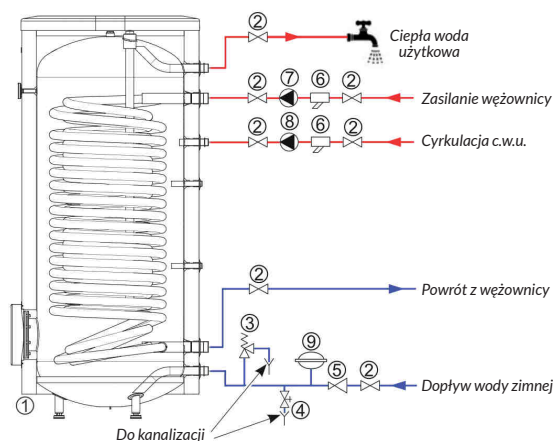 ② Ciepła woda
użytkowa
② ⑦ ⑥ ② Zasilanie wężownicy
② ⑧ ⑥ ② Cyrkulacja c.w.u.
② Powrót z wężownicy
③ ⑨
⑤ ② Dopływ wody zimnej
① ④
Do kanalizacji